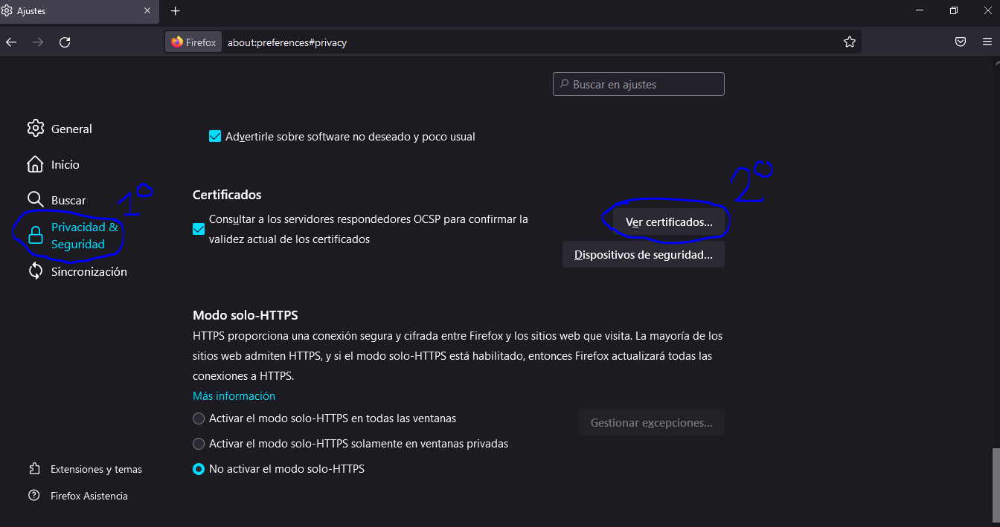 Ajustes
Firefox about:preferences#privacy
Buscar en ajustes
General
Inicio
Buscar
1º
Privacidad &
Seguridad
Sincronización
Extensiones y temas
Firefox Asistencia
Advertirle sobre software no deseado y poco usual
Certificados
Consultar a los servidores respondedores OCSP para confirmar la
validez actual de los certificados
2º
Ver certificados...
Dispositivos de seguridad...
Modo solo-HTTPS
HTTPS proporciona una conexión segura y cifrada entre Firefox y los sitios web que visita. La mayoría de los
sitios web admiten HTTPS, y si el modo solo-HTTPS está habilitado, entonces Firefox actualizará todas las
conexiones a HTTPS.
Más información
Activar el modo solo-HTTPS en todas las ventanas
Gestionar excepciones...
Activar el modo solo-HTTPS solamente en ventanas privadas
No activar el modo solo-HTTPS